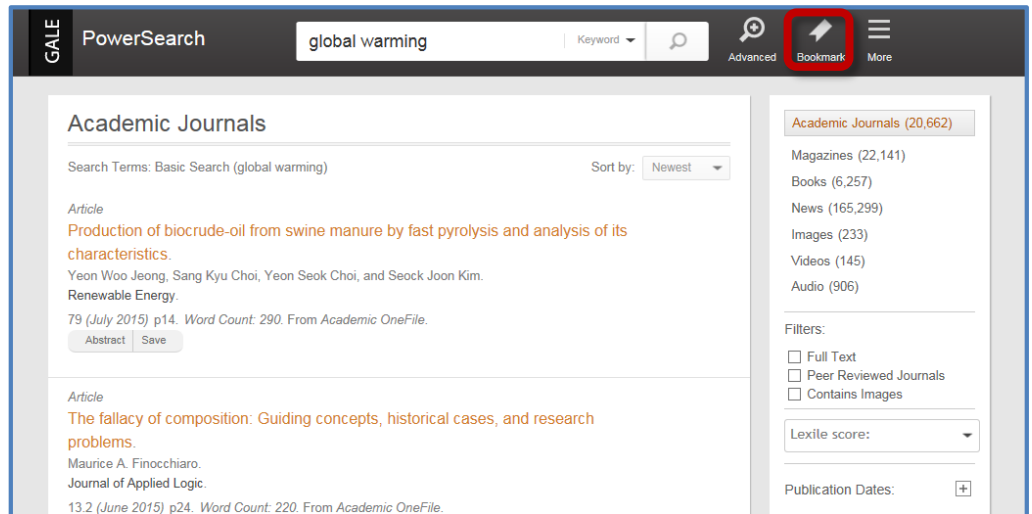 GALE
PowerSearch
global warming
Keyword
Advanced
Bookmark
More
Academic Journals
Search Terms: Basic Search (global warming)
Sort by: Newest
Article
Production of biocrude-oil from swine manure by fast pyrolysis and analysis of its
characteristics.
Yeon Woo Jeong, Sang Kyu Choi, Yeon Seok Choi, and Seock Joon Kim.
Renewable Energy.
79 (July 2015) p14. Word Count: 290. From Academic OneFile.
Abstract Save
Article
The fallacy of composition: Guiding concepts, historical cases, and research
problems.
Maurice A. Finocchiaro.
Journal of Applied Logic.
13.2 (June 2015) p24. Word Count: 220. From Academic OneFile.
Academic Journals (20,662)
Magazines (22,141)
Books (6,257)
News (165,299)
Images (233)
Videos (145)
Audio (906)
Filters:
Full Text
Peer Reviewed Journals
Contains Images
Lexile score:
Publication Dates: